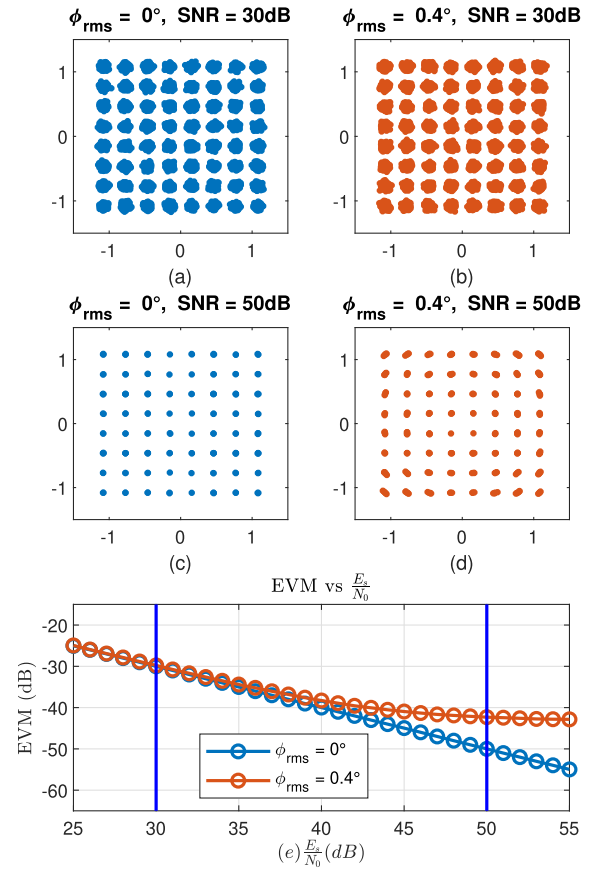 ϕrms = 0°, SNR = 30dB
ϕrms = 0.4°, SNR = 30dB
1
0
-1
-1 0 1
(a)
1
0
-1
-1 0 1
(b)
ϕrms = 0°, SNR = 50dB
ϕrms = 0.4°, SNR = 50dB
1
0
-1
-1 0 1
(c)
1
0
-1
-1 0 1
(d)
EVM vs Es/N0
EVM (dB)
-20
-30
-40
-50
-60
ϕrms = 0°
ϕrms = 0.4°
25 30 35 40 45 50 55
(e) Es/N0 (dB)